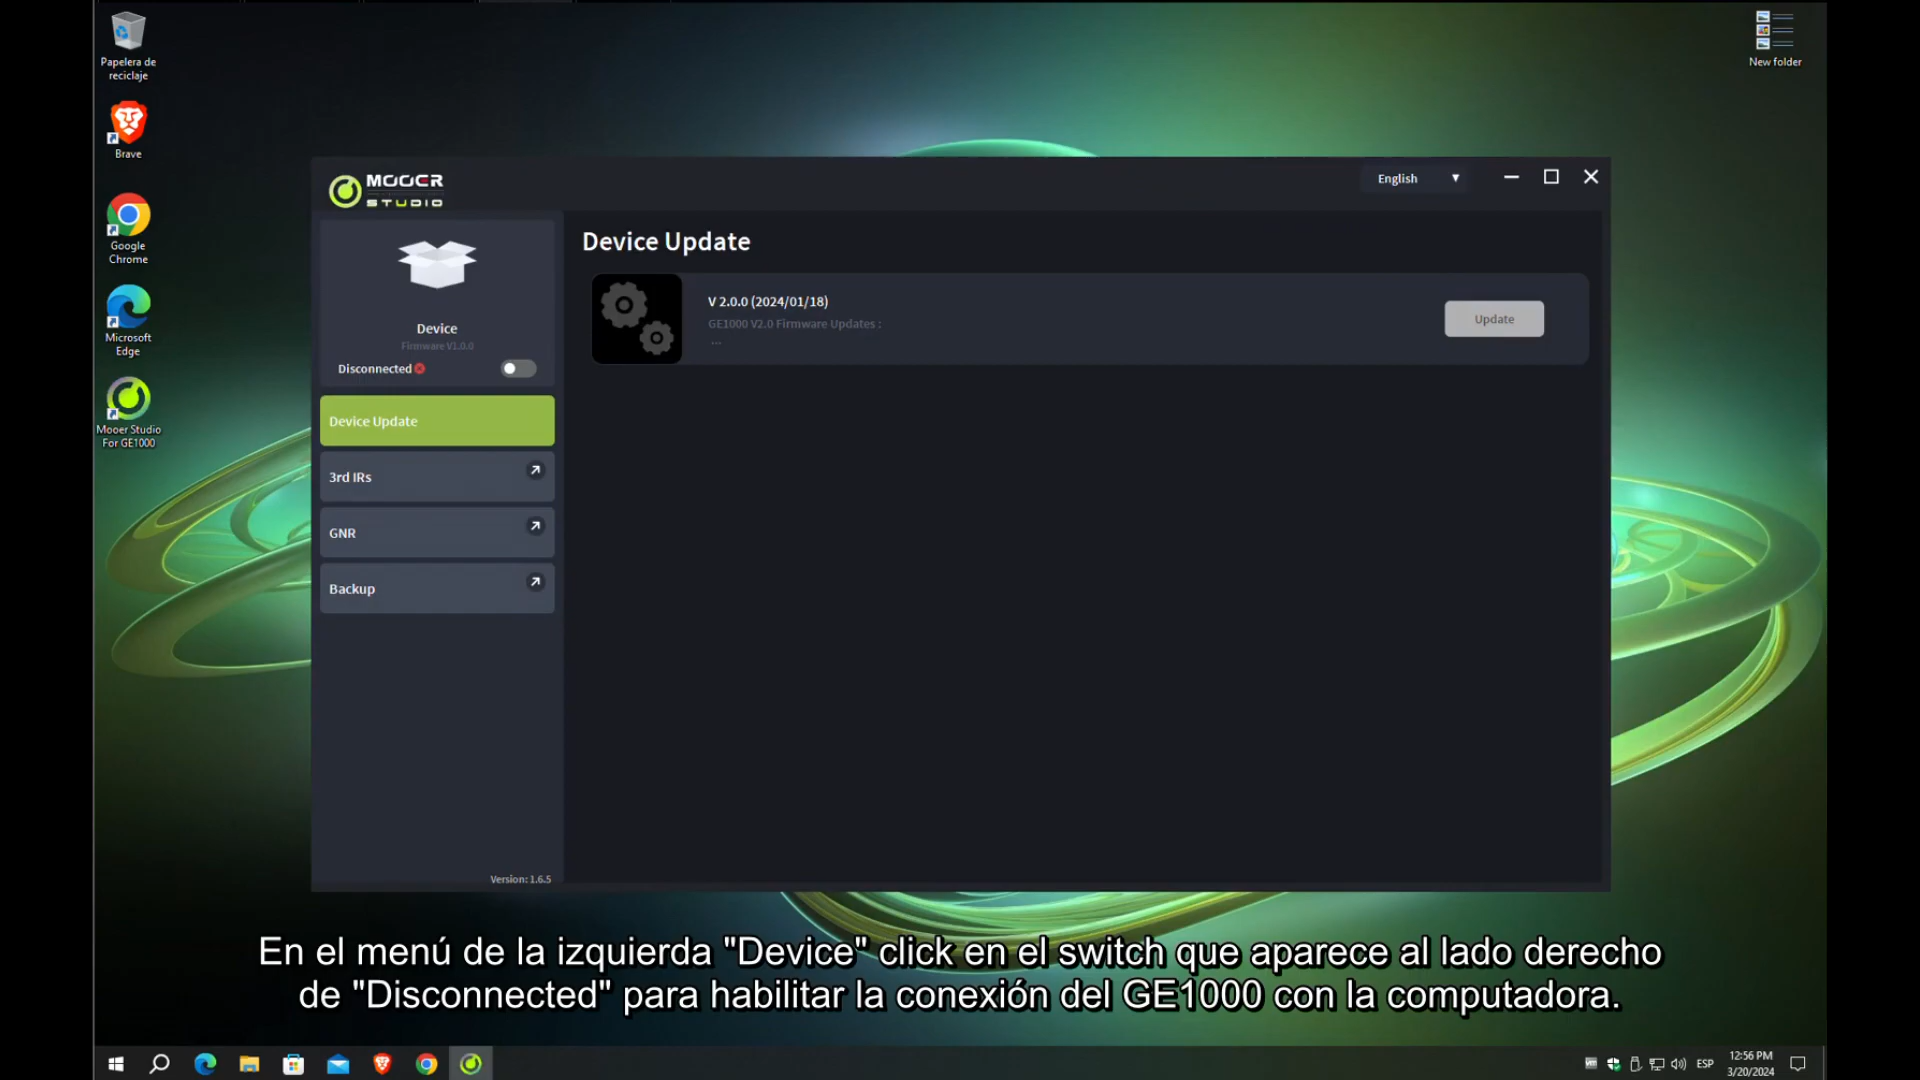 Papelera de
reciclaje
Brave
Google
Chrome
Microsoft
Edge
Mooer Studio
For GE1000
New folder
MOOER
STUDIO
English
Device
Firmware V1.0.0
Disconnected
Device Update
3rd IRs
GNR
Backup
Version: 1.6.5
Device Update
V 2.0.0 (2024/01/18)
GE1000 V2.0 Firmware Updates :
...
Update
En el menú de la izquierda "Device" click en el switch que aparece al lado derecho
de "Disconnected" para habilitar la conexión del GE1000 con la computadora.
ESP
12:56 PM
3/20/2024